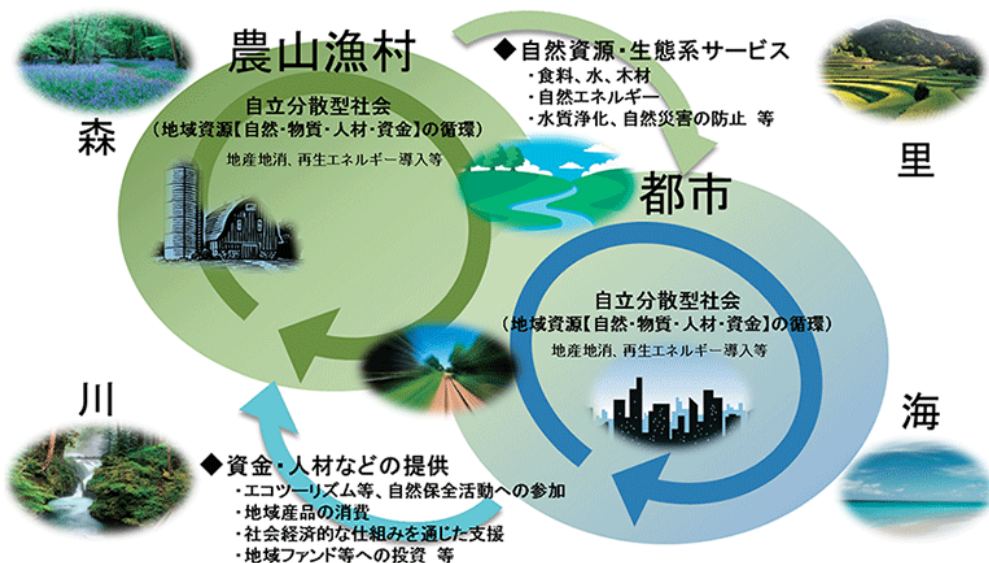 農山漁村
森
自立分散型社会
(地域資源【自然・物質・人材・資金】の循環)
地産地消、再生エネルギー導入等
◆自然資源・生態系サービス
・食料、水、木材
・自然エネルギー
・水質浄化、自然災害の防止 等
里
都市
自立分散型社会
(地域資源【自然・物質・人材・資金】の循環)
地産地消、再生エネルギー導入等
川
海
◆資金・人材などの提供
・エコツーリズム等、自然保全活動への参加
・地域産品の消費
・社会経済的な仕組みを通じた支援
・地域ファンド等への投資 等